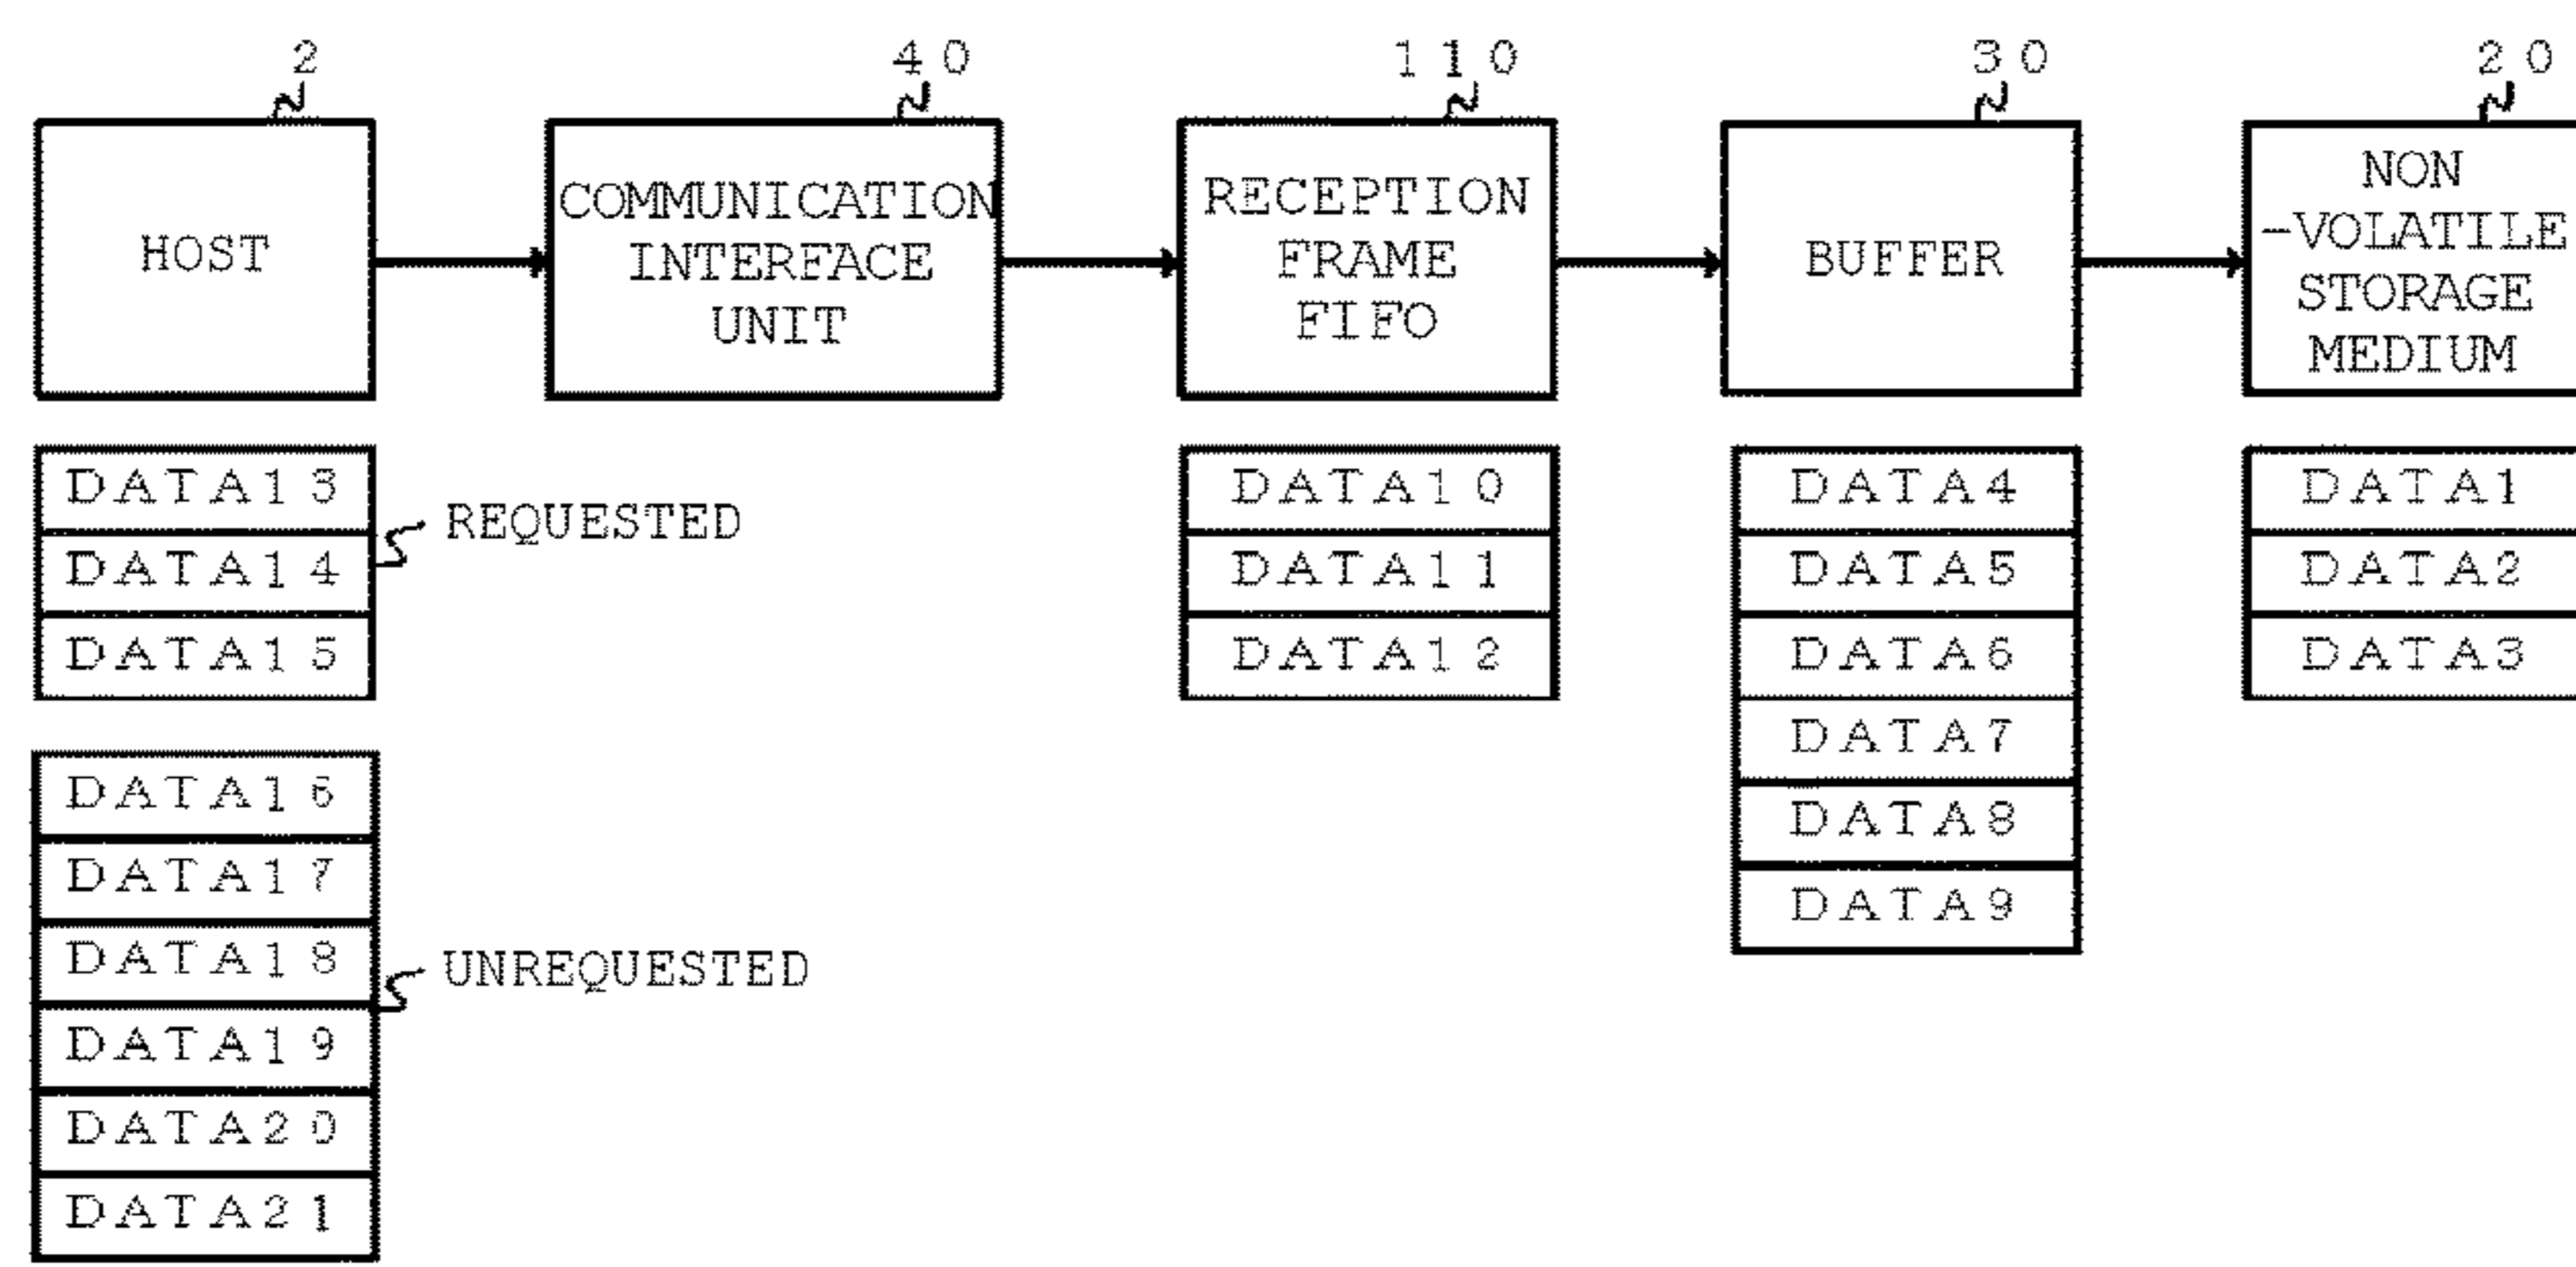 2
40
110
30
20
HOST
COMMUNICATION
INTERFACE
UNIT
RECEPTION
FRAME
FIFO
BUFFER
NON
-VOLATILE
STORAGE
MEDIUM
DATA13
DATA14
DATA15
REQUESTED
DATA16
DATA17
DATA18
DATA19
DATA20
DATA21
UNREQUESTED
DATA10
DATA11
DATA12
DATA4
DATA5
DATA6
DATA7
DATA8
DATA9
DATA1
DATA2
DATA3